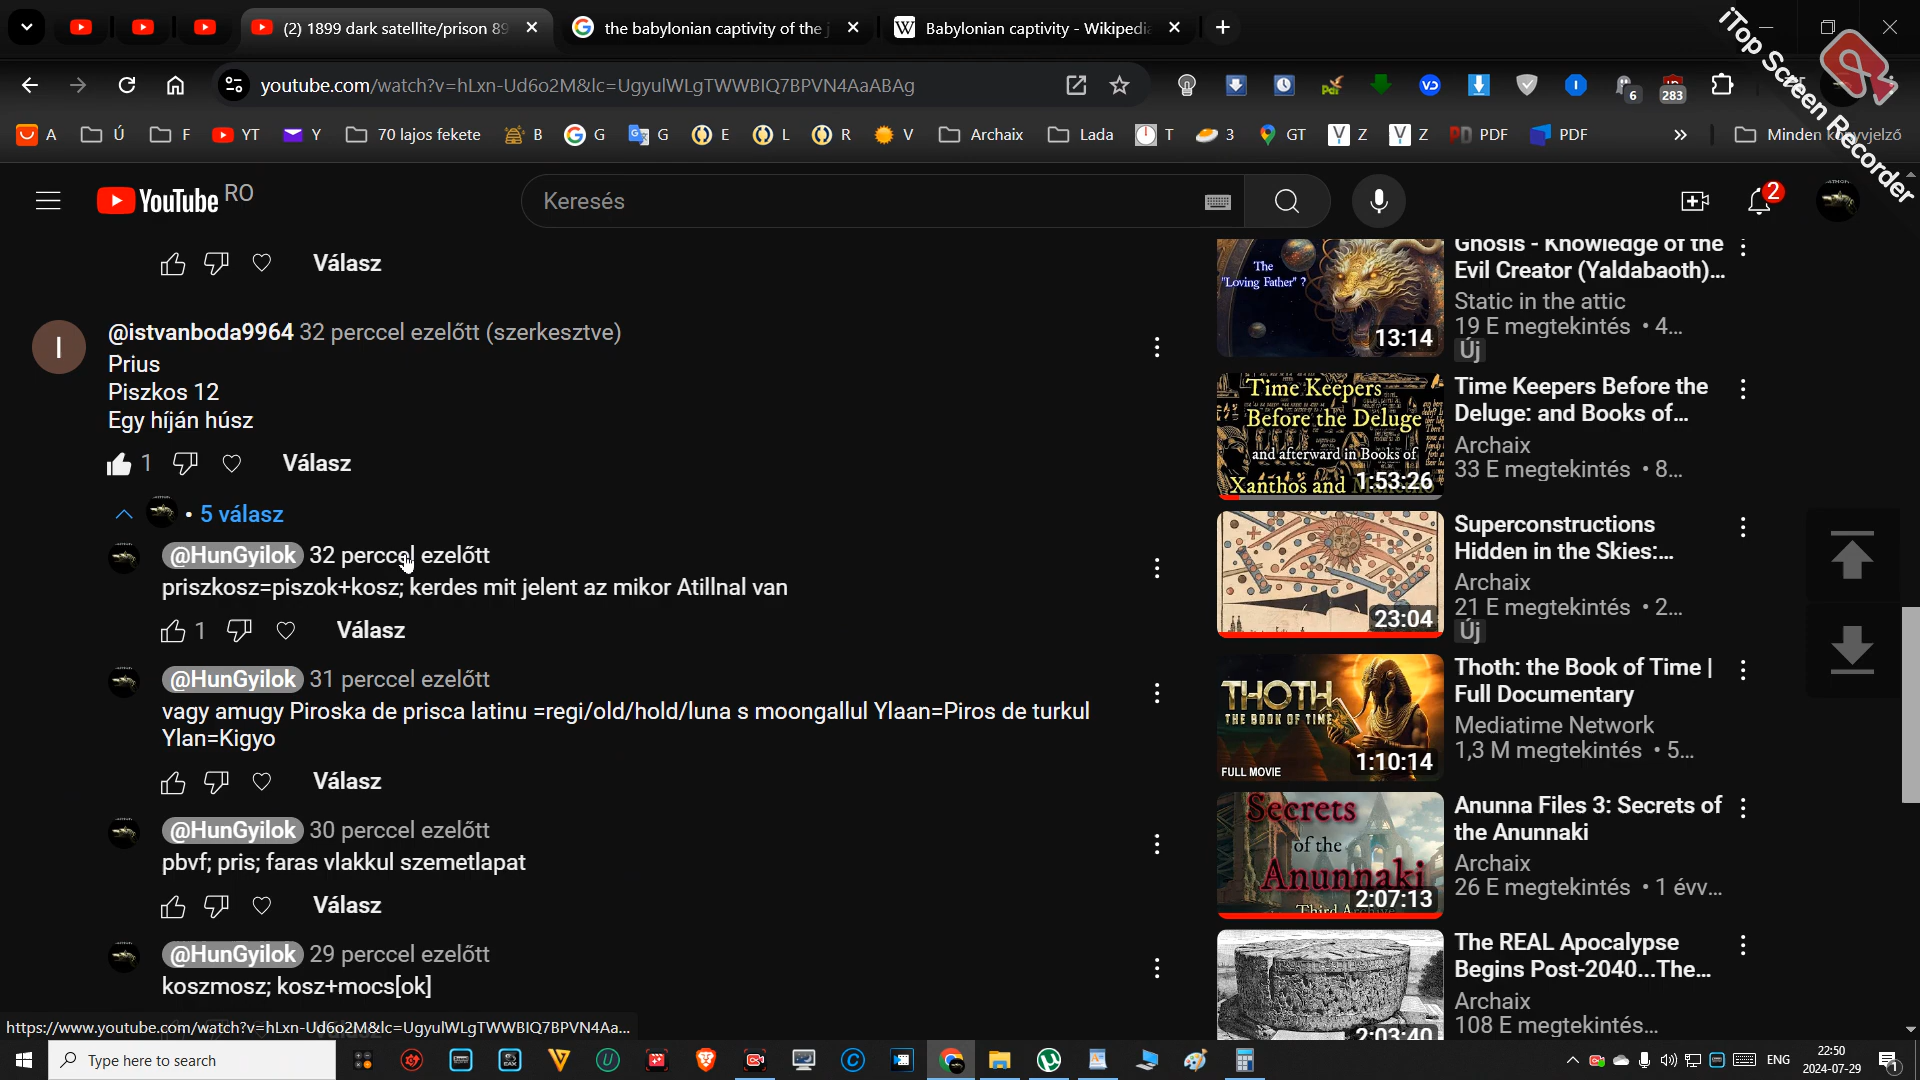 (2) 1899 dark satellite/prison 89
the babylonian captivity of the j
Babylonian captivity - Wikipedia
iTop Screen Recorder
youtube.com/watch?v=hLxn-Ud6o2M&lc=UgyulWLgTWWBIQ7BPVN4AaABAg
6
283
A
Ú
F
YT
Y
70 lajos fekete
B
G
G
E
L
R
V
Archaix
Lada
T
3
GT
Z
Z
PDF
PDF
»
Minden könyvjelző
YouTube RO
Keresés
2
Válasz
@istvanboda9964 32 perccel ezelőtt (szerkesztve)
Prius
Piszkos 12
Egy híján húsz
1 Válasz
• 5 válasz
@HunGyilok 32 perccel ezelőtt
priszkosz=piszok+kosz; kerdes mit jelent az mikor Atillnal van
1 Válasz
@HunGyilok 31 perccel ezelőtt
vagy amugy Piroska de prisca latinu =regi/old/hold/luna s moongallul Ylaan=Piros de turkul
Ylan=Kigyo
Válasz
@HunGyilok 30 perccel ezelőtt
pbvf; pris; faras vlakkul szemetlapat
Válasz
@HunGyilok 29 perccel ezelőtt
koszmosz; kosz+mocs[ok]
https://www.youtube.com/watch?v=hLxn-Ud6o2M&lc=UgyulWLgTWWBIQ7BPVN4Aa...
The
"Loving Father" ?
13:14
Gnosis - Knowledge of the
Evil Creator (Yaldabaoth)...
Static in the attic
19 E megtekintés • 4...
Új
Time Keepers
Before the Deluge
and afterward in Books of
Xanthos and Manetho
1:53:26
Time Keepers Before the
Deluge: and Books of...
Archaix
33 E megtekintés • 8...
23:04
Superconstructions
Hidden in the Skies:...
Archaix
21 E megtekintés • 2...
Új
THOTH
THE BOOK OF TIME
FULL MOVIE
1:10:14
Thoth: the Book of Time |
Full Documentary
Mediatime Network
1,3 M megtekintés • 5...
Secrets
of the
Anunnaki
Third Archive
2:07:13
Anunna Files 3: Secrets of
the Anunnaki
Archaix
26 E megtekintés • 1 évv...
2:03:40
The REAL Apocalypse
Begins Post-2040...The...
Archaix
108 E megtekintés...
Type here to search
ENG
22:50
2024-07-29
1